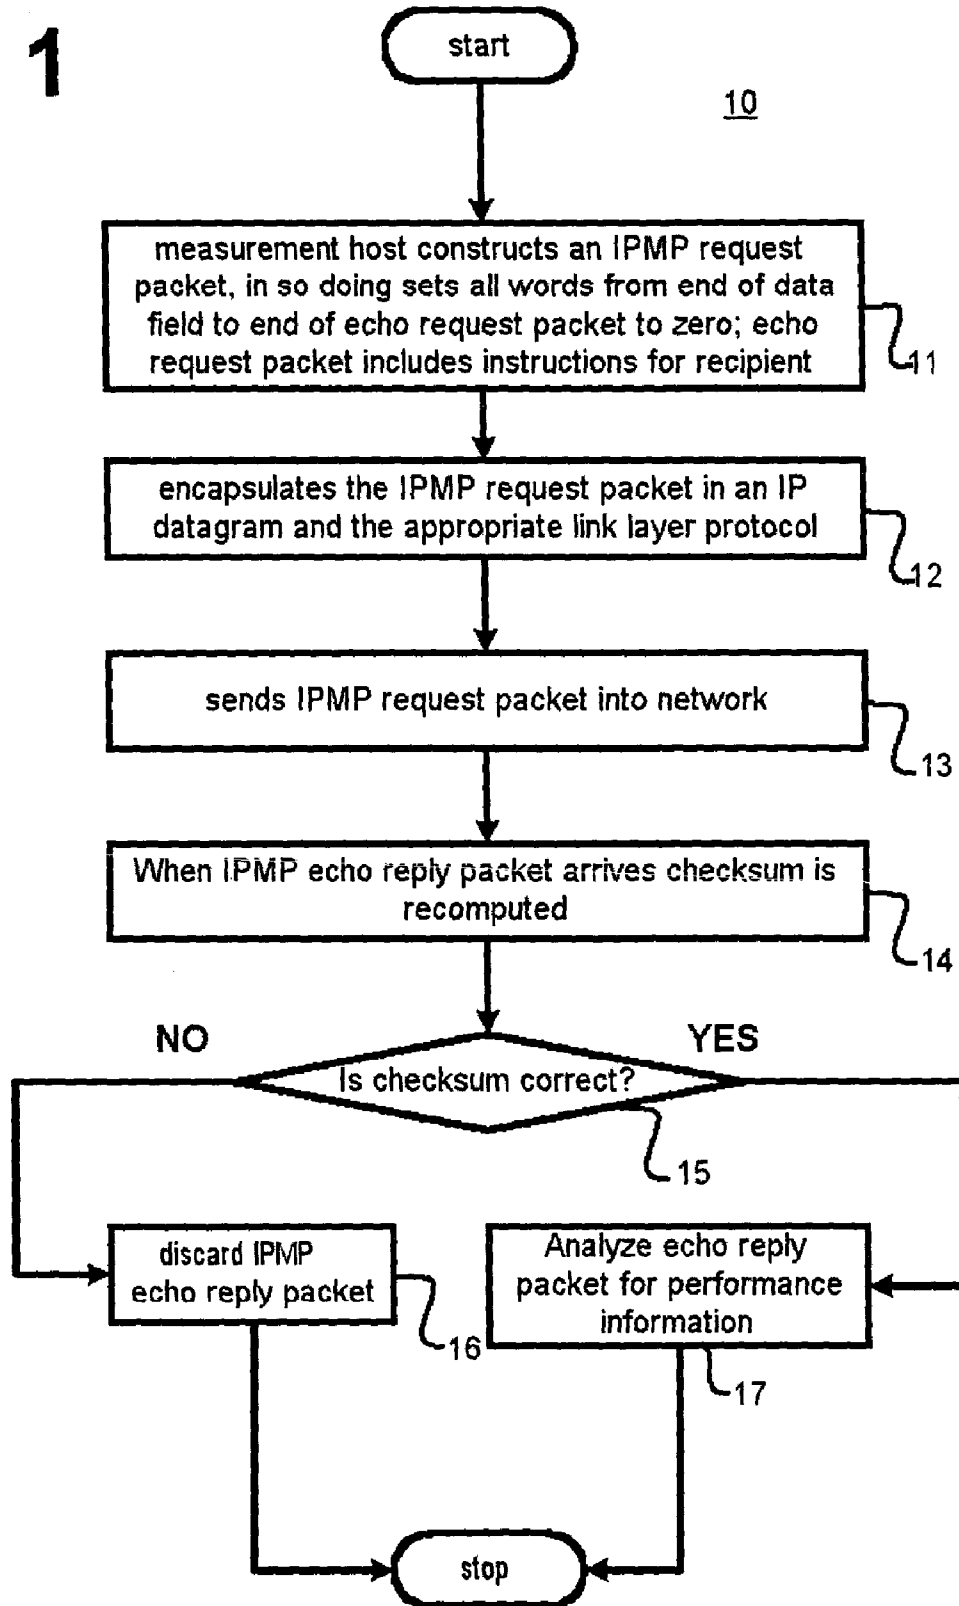 1
start
10
measurement host constructs an IPMP request
packet, in so doing sets all words from end of data
field to end of echo request packet to zero; echo
request packet includes instructions for recipient
11
encapsulates the IPMP request packet in an IP
datagram and the appropriate link layer protocol
12
sends IPMP request packet into network
13
When IPMP echo reply packet arrives checksum is
recomputed
14
NO
YES
Is checksum correct?
15
discard IPMP
echo reply packet
16
Analyze echo reply
packet for performance
information
17
stop